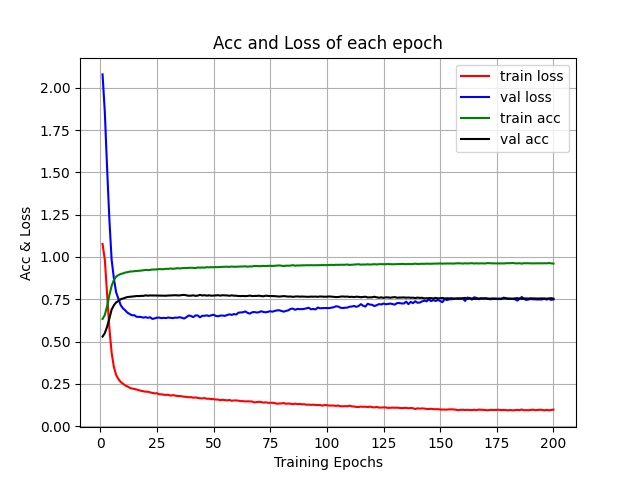 Acc and Loss of each epoch
train loss
val loss
train acc
val acc
2.00
1.75
1.50
1.25
1.00
0.75
0.50
0.25
0.00
Acc & Loss
0 25 50 75 100 125 150 175 200
Training Epochs